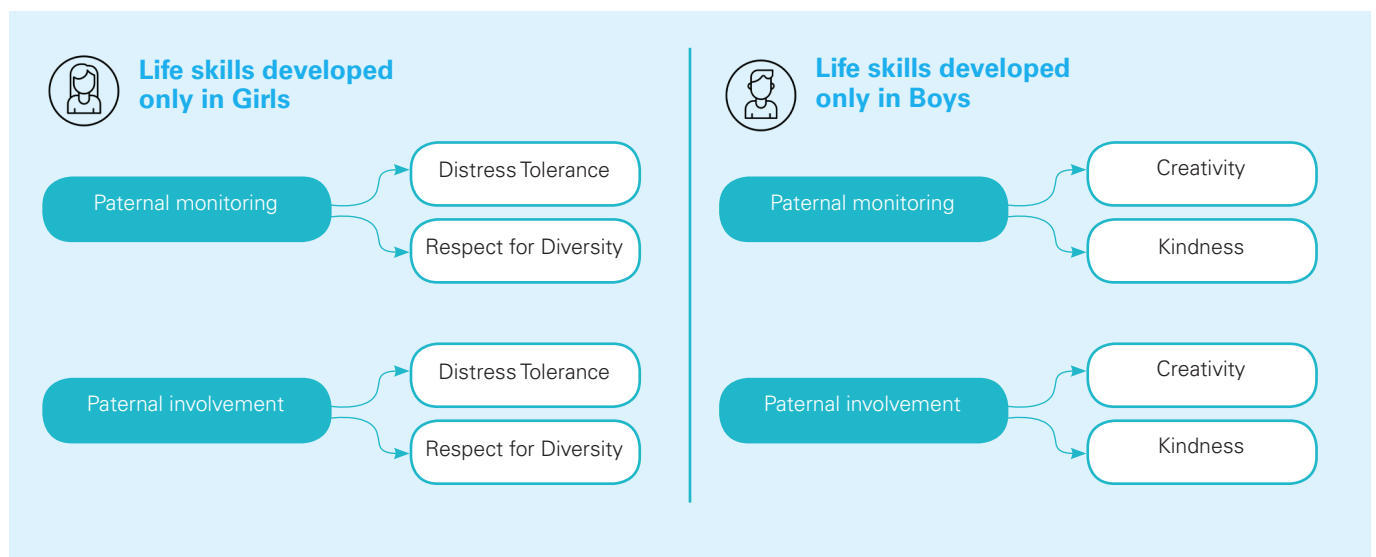 Life skills developed
only in Girls
Paternal monitoring
Distress Tolerance
Respect for Diversity
Paternal involvement
Distress Tolerance
Respect for Diversity
Life skills developed
only in Boys
Paternal monitoring
Creativity
Kindness
Paternal involvement
Creativity
Kindness